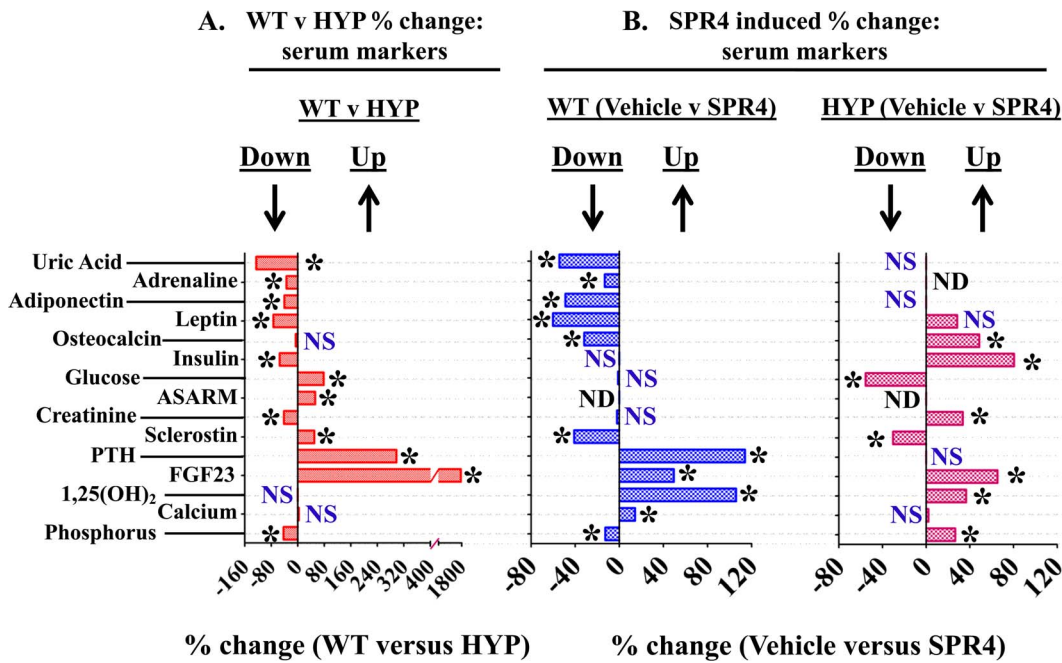 A. WT v HYP % change:
serum markers
B. SPR4 induced % change:
serum markers
WT v HYP
WT (Vehicle v SPR4)
HYP (Vehicle v SPR4)
Down Up
Down Up
Down Up
Uric Acid * * NS
Adrenaline * * ND
Adiponectin * * NS
Leptin * * NS
Osteocalcin NS * *
Insulin * NS *
Glucose * NS *
ASARM * ND ND
Creatinine * NS *
Sclerostin * * *
PTH * * NS
FGF23 * * *
1,25(OH)₂ NS * *
Calcium NS * NS
Phosphorus * * *
-160 -80 0 80 160 240 320 400 1800
-80 -40 0 40 80 120
-80 -40 0 40 80 120
% change (WT versus HYP)
% change (Vehicle versus SPR4)